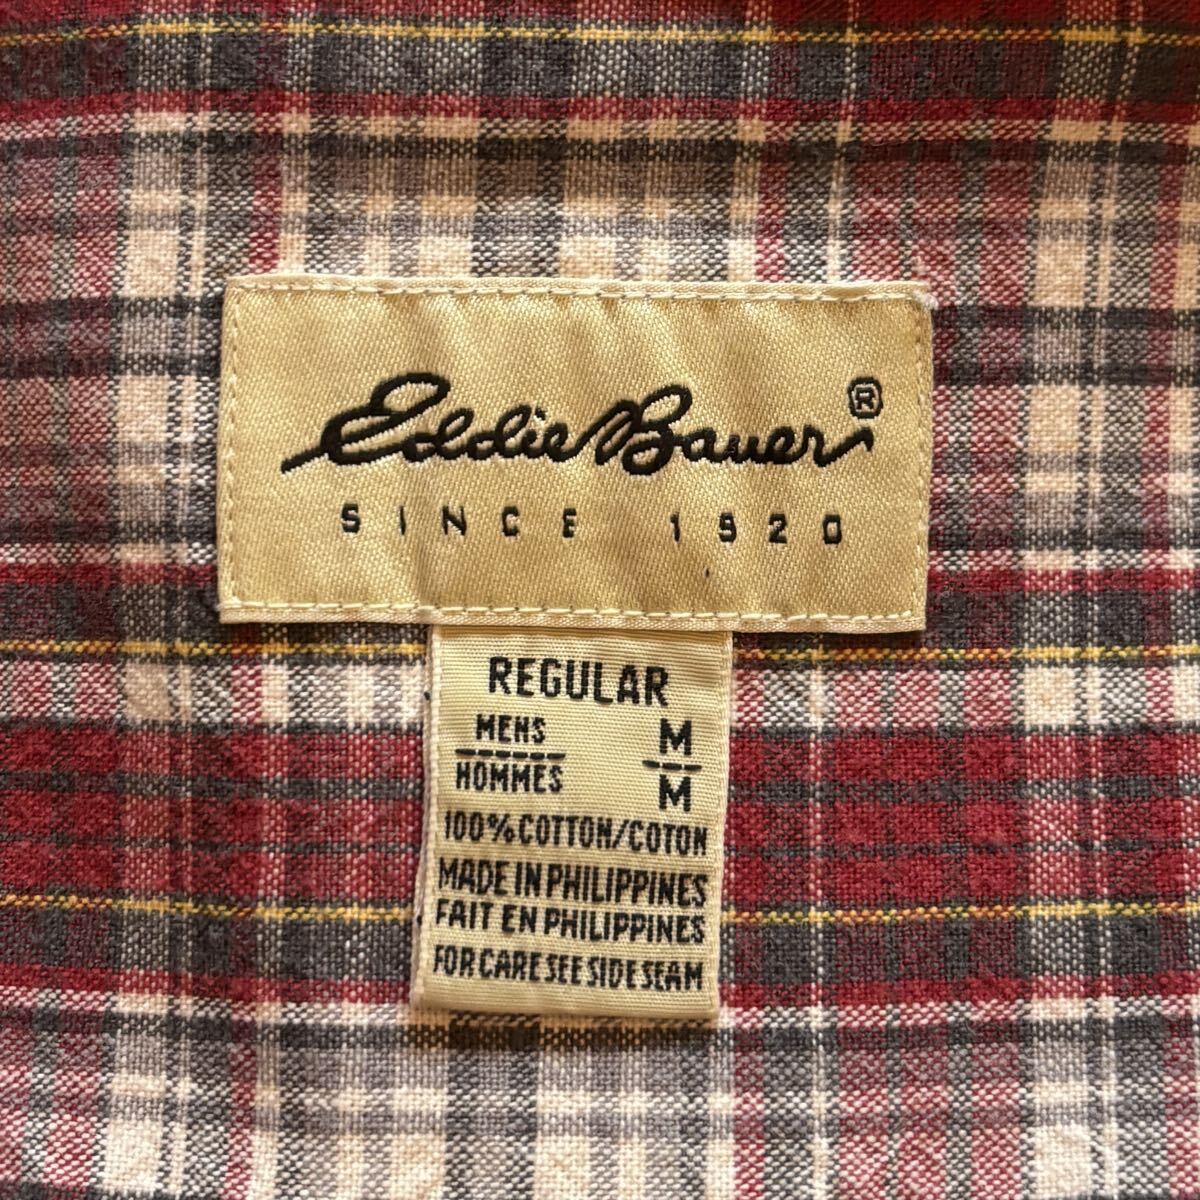 Eddie Bauer®
SINCE 1920
REGULAR
MENS M
HOMMES M
100% COTTON/COTON
MADE IN PHILIPPINES
FAIT EN PHILIPPINES
FOR CARE SEE SIDE SEAM